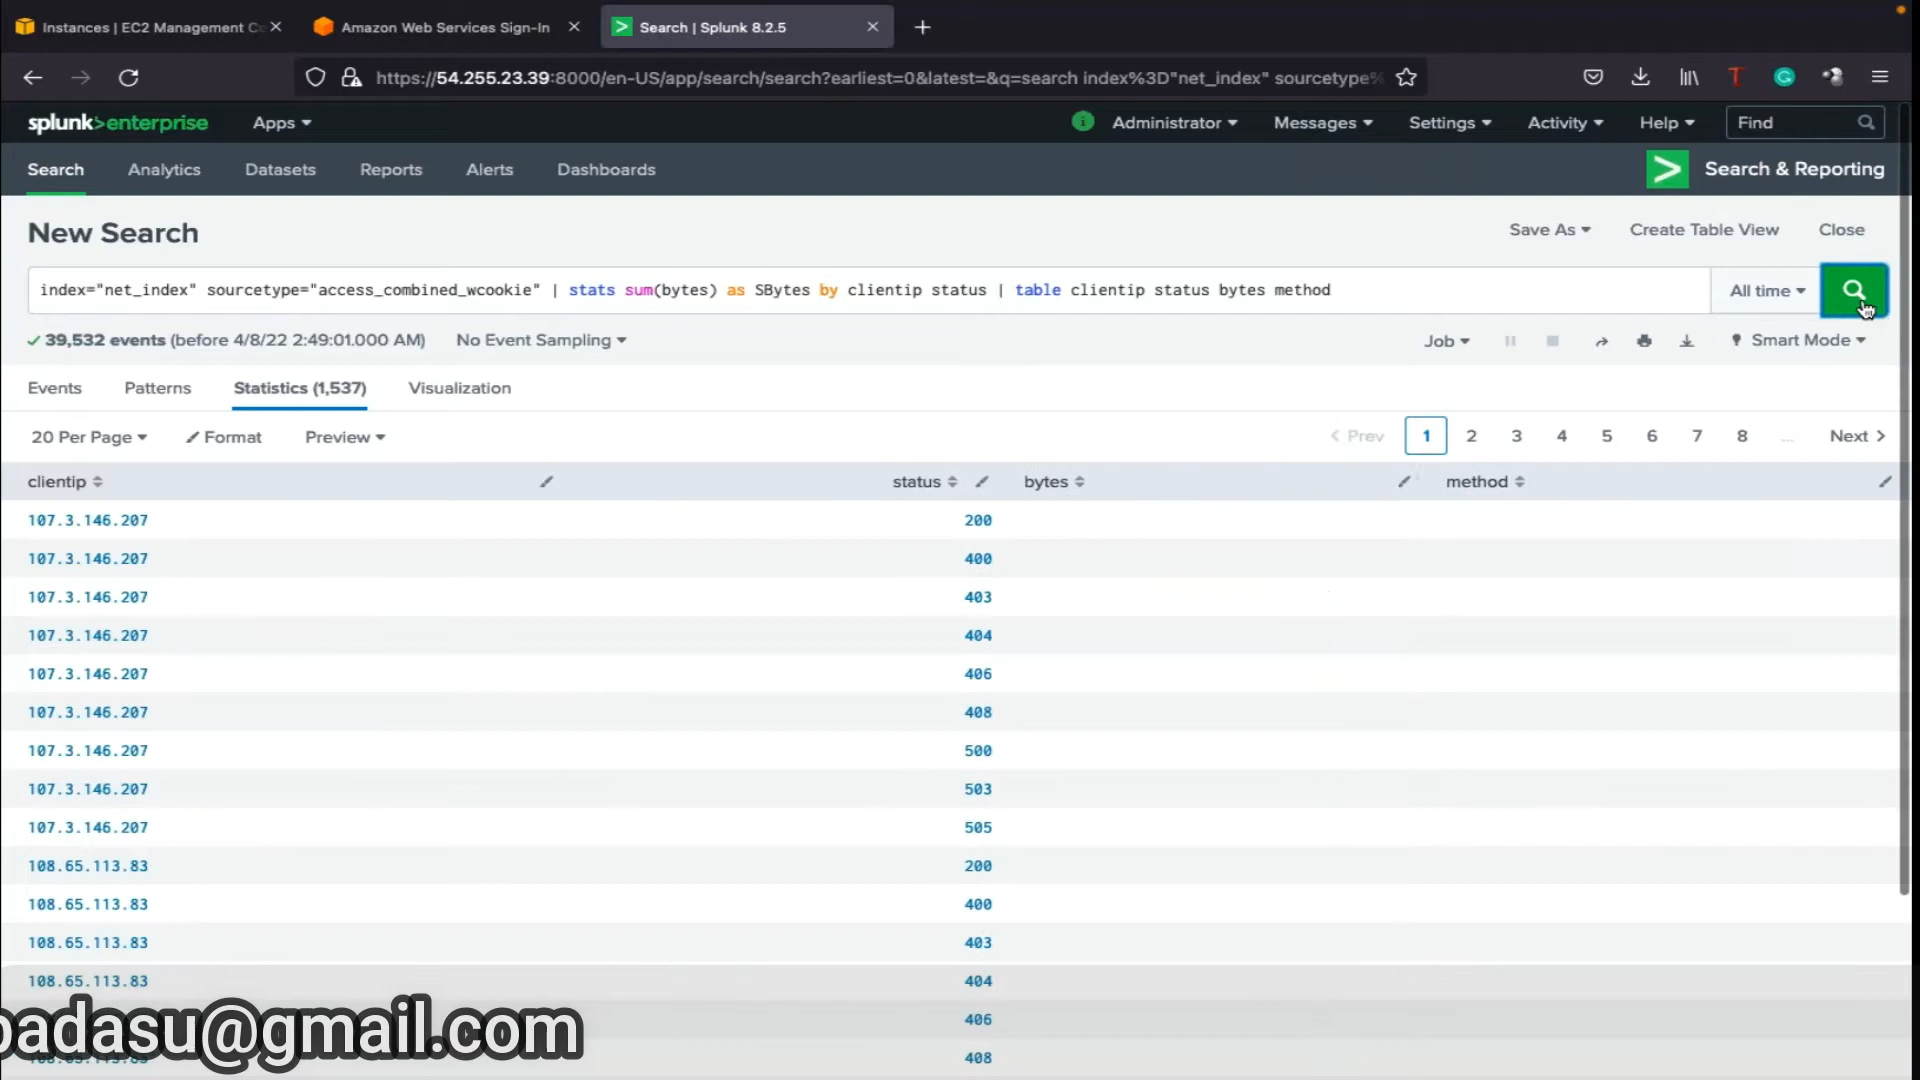 Instances | EC2 Management Co
Amazon Web Services Sign-In
Search | Splunk 8.2.5
https://54.255.23.39:8000/en-US/app/search/search?earliest=0&latest=&q=search index%3D"net_index" sourcetype%
splunk>enterprise
Apps
Administrator
Messages
Settings
Activity
Help
Find
Search
Analytics
Datasets
Reports
Alerts
Dashboards
Search & Reporting
New Search
Save As
Create Table View
Close
index="net_index" sourcetype="access_combined_wcookie" | stats sum(bytes) as SBytes by clientip status | table clientip status bytes method
All time
39,532 events (before 4/8/22 2:49:01.000 AM)
No Event Sampling
Job
Smart Mode
Events
Patterns
Statistics (1,537)
Visualization
20 Per Page
Format
Preview
< Prev 1 2 3 4 5 6 7 8 ... Next >
clientip status bytes method
107.3.146.207 200
107.3.146.207 400
107.3.146.207 403
107.3.146.207 404
107.3.146.207 406
107.3.146.207 408
107.3.146.207 500
107.3.146.207 503
107.3.146.207 505
108.65.113.83 200
108.65.113.83 400
108.65.113.83 403
108.65.113.83 404
406
408
padasu@gmail.com